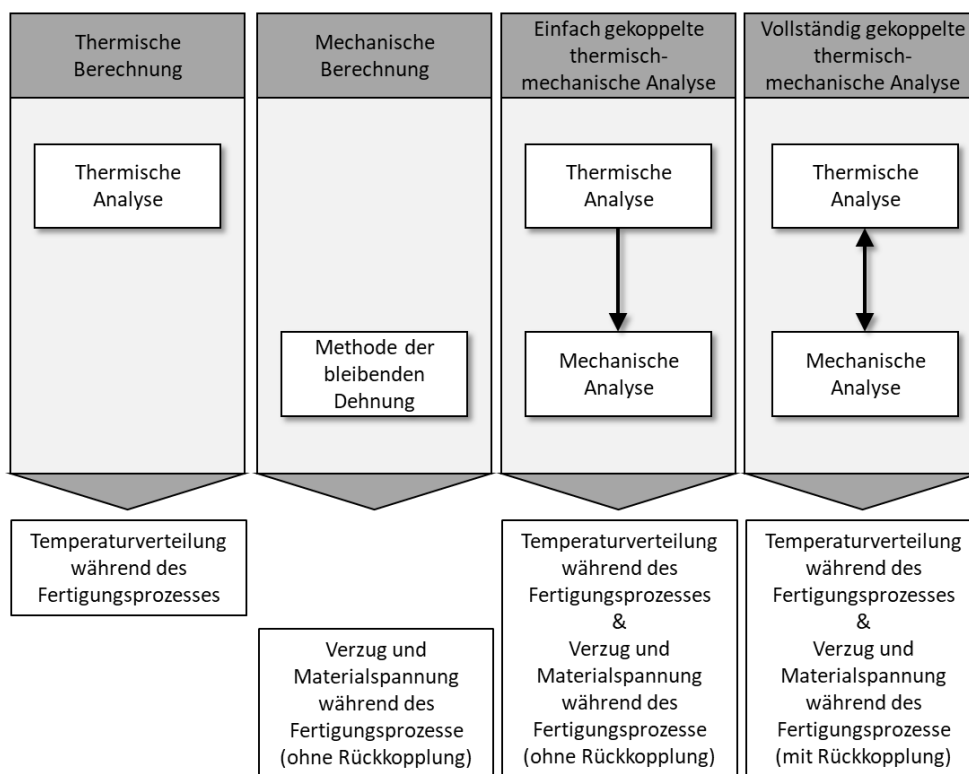 Thermische
Berechnung
Mechanische
Berechnung
Einfach gekoppelte
thermisch-
mechanische Analyse
Vollständig gekoppelte
thermisch-
mechanische Analyse
Thermische
Analyse
Thermische
Analyse
Thermische
Analyse
Methode der
bleibenden
Dehnung
Mechanische
Analyse
Mechanische
Analyse
Temperaturverteilung
während des
Fertigungsprozesses
Verzug und
Materialspannung
während des
Fertigungsprozesse
(ohne Rückkopplung)
Temperaturverteilung
während des
Fertigungsprozesses
&
Verzug und
Materialspannung
während des
Fertigungsprozesse
(ohne Rückkopplung)
Temperaturverteilung
während des
Fertigungsprozesses
&
Verzug und
Materialspannung
während des
Fertigungsprozesse
(mit Rückkopplung)